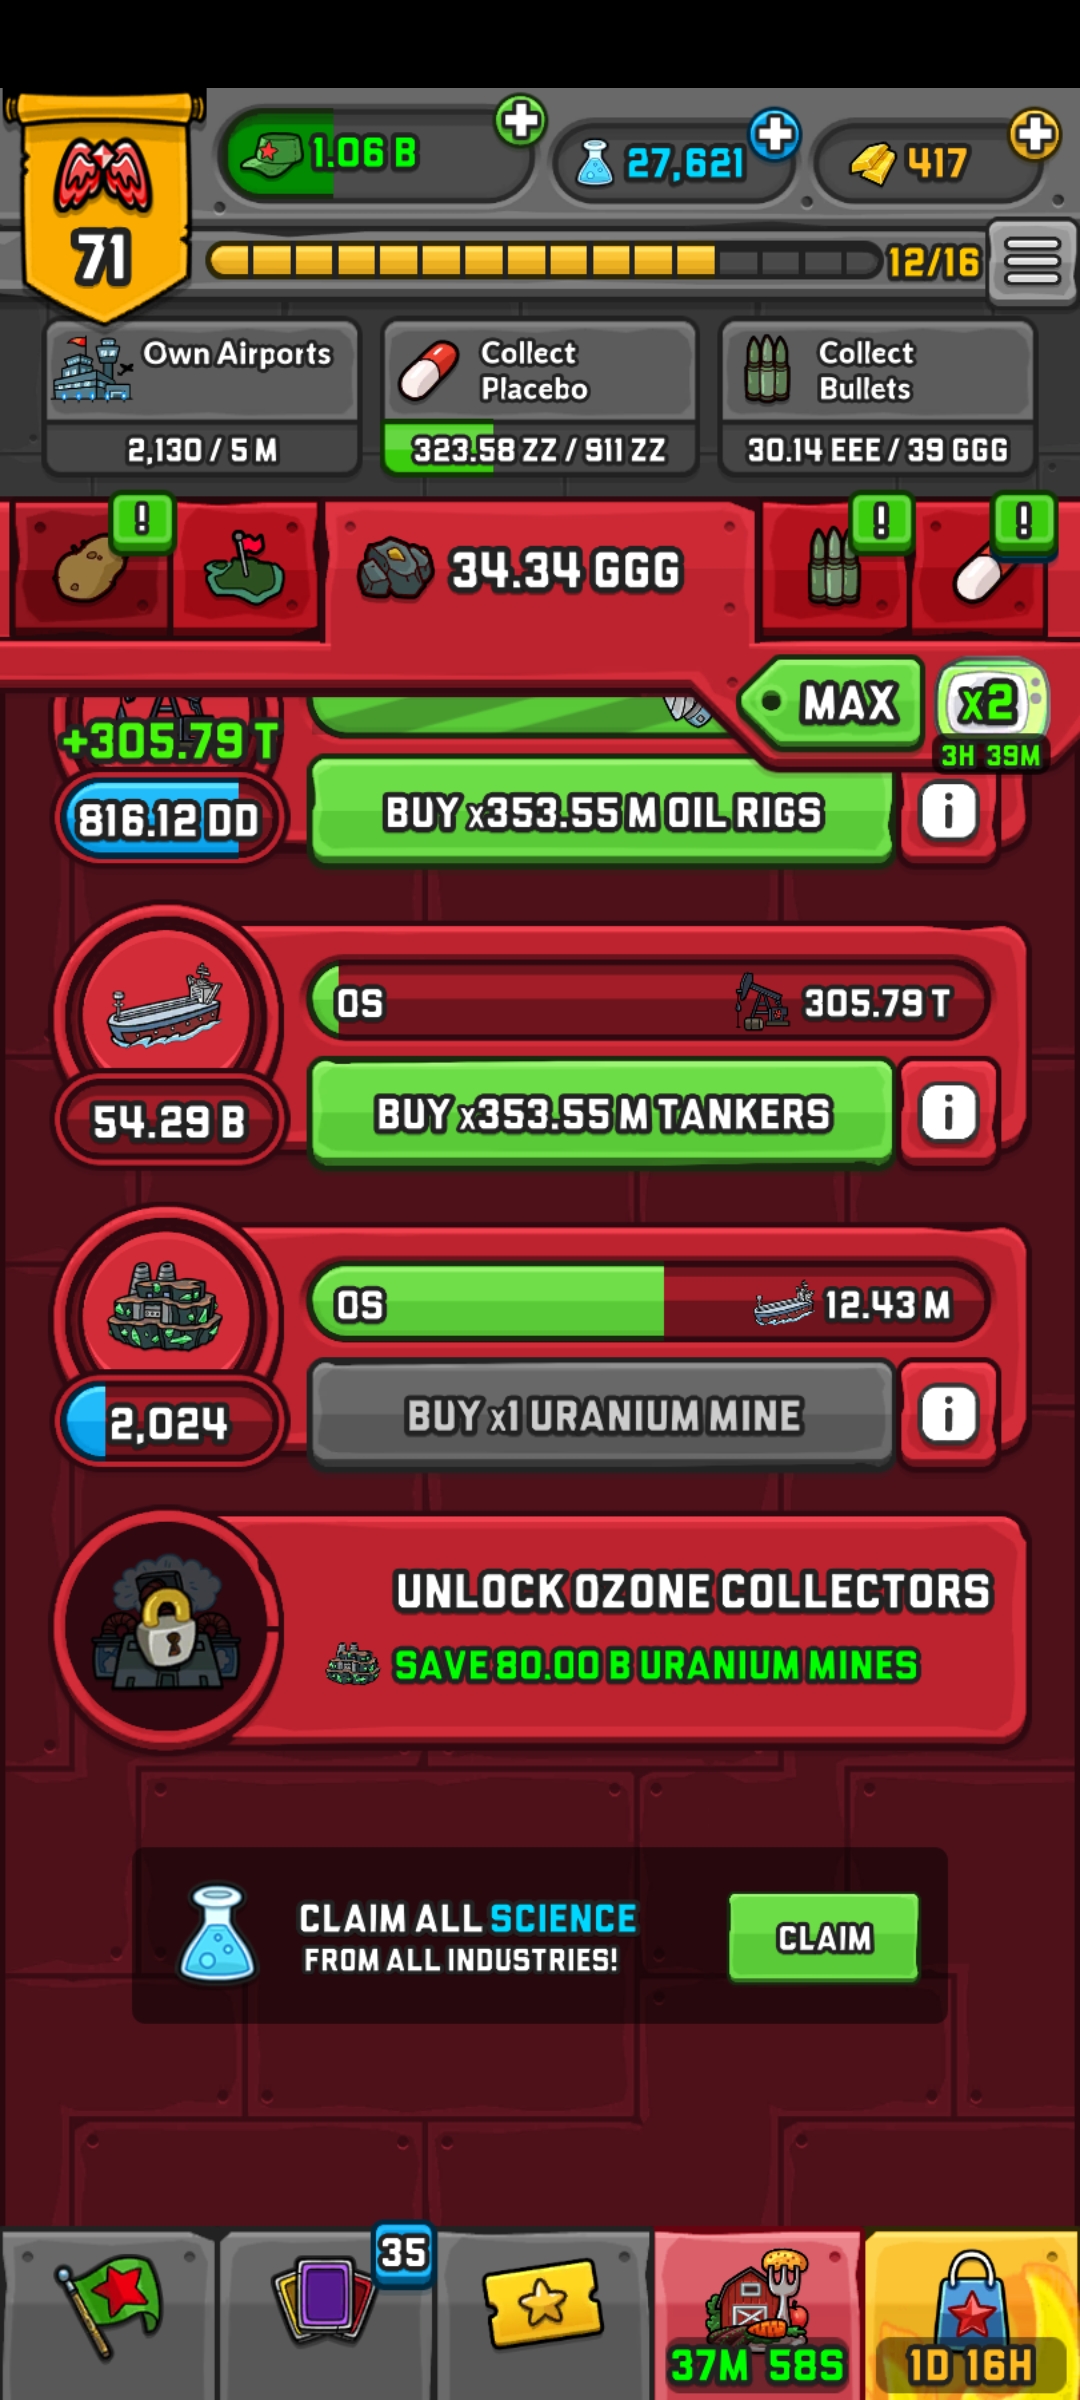 1.06 B
27,621
417
71
12/16
Own Airports
2,130 / 5 M
Collect
Placebo
323.58 ZZ / 911 ZZ
Collect
Bullets
30.14 EEE / 39 GGG
!
34.34 GGG
!
!
MAX
x2
3H 39M
+305.79 T
816.12 DD
BUY x353.55 M OIL RIGS
i
0S
305.79 T
54.29 B
BUY x353.55 M TANKERS
i
0S
12.43 M
2,024
BUY x1 URANIUM MINE
i
UNLOCK OZONE COLLECTORS
SAVE 80.00 B URANIUM MINES
CLAIM ALL SCIENCE
FROM ALL INDUSTRIES!
CLAIM
35
37M 58S
1D 16H